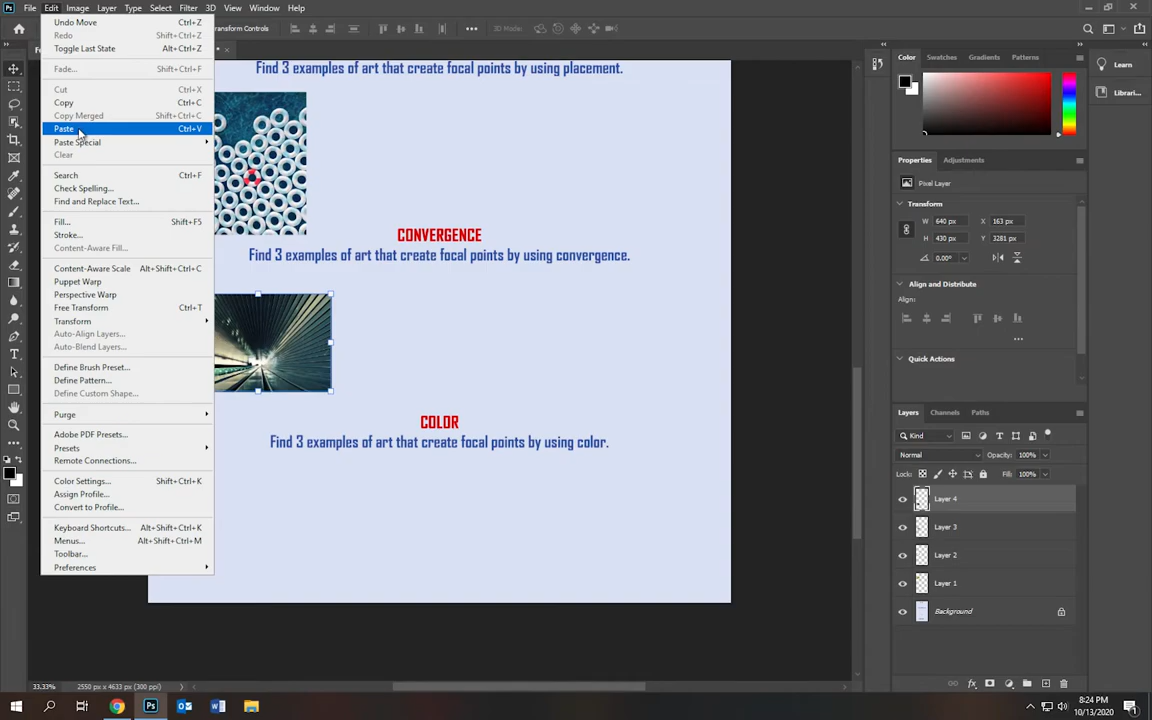 Ps File Edit Image Layer Type Select Filter 3D View Window Help
Transform Controls
3D Mode:
Undo Move Ctrl+Z
Redo Shift+Ctrl+Z
Toggle Last State Alt+Ctrl+Z
Fade... Shift+Ctrl+F
Cut Ctrl+X
Copy Ctrl+C
Copy Merged Shift+Ctrl+C
Paste Ctrl+V
Paste Special
Clear
Search Ctrl+F
Check Spelling...
Find and Replace Text...
Fill... Shift+F5
Stroke...
Content-Aware Fill...
Content-Aware Scale Alt+Shift+Ctrl+C
Puppet Warp
Perspective Warp
Free Transform Ctrl+T
Transform
Auto-Align Layers...
Auto-Blend Layers...
Define Brush Preset...
Define Pattern...
Define Custom Shape...
Purge
Adobe PDF Presets...
Presets
Remote Connections...
Color Settings... Shift+Ctrl+K
Assign Profile...
Convert to Profile...
Keyboard Shortcuts... Alt+Shift+Ctrl+K
Menus... Alt+Shift+Ctrl+M
Toolbar...
Preferences
Find 3 examples of art that create focal points by using placement.
CONVERGENCE
Find 3 examples of art that create focal points by using convergence.
COLOR
Find 3 examples of art that create focal points by using color.
Color Swatches Gradients Patterns
Learn
Librari...
Properties Adjustments
Pixel Layer
Transform
W 640 px X 163 px
H 430 px Y 3281 px
0.00°
Align and Distribute
Align:
Quick Actions
Layers Channels Paths
Kind
Normal Opacity: 100%
Lock: Fill: 100%
Layer 4
Layer 3
Layer 2
Layer 1
Background
33.33% 2550 px x 4633 px (300 ppi)
8:24 PM
10/13/2020